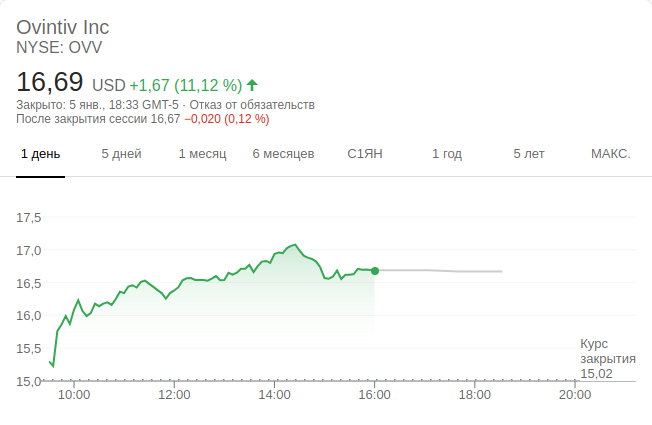 Ovintiv Inc
NYSE: OVV
16,69 USD +1,67 (11,12 %) ↑
Закрыто: 5 янв., 18:33 GMT-5 · Отказ от обязательств
После закрытия сессии 16,67 −0,020 (0,12 %)
1 день 5 дней 1 месяц 6 месяцев С1ЯН 1 год 5 лет МАКС.
17,5
17,0
16,5
16,0
15,5
15,0
Курс
закрытия
15,02
10:00 12:00 14:00 16:00 18:00 20:00